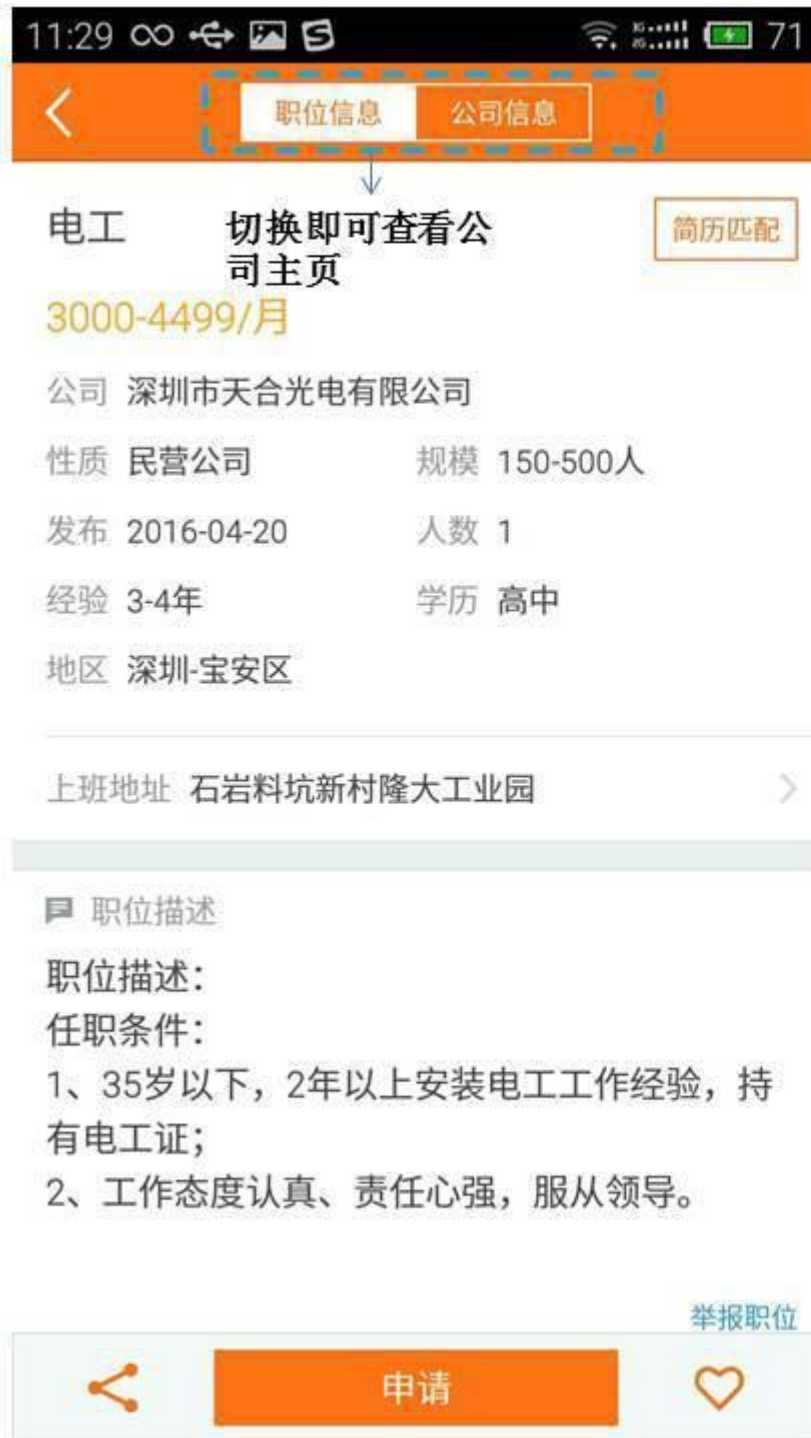 11:29 71
职位信息 公司信息
电工 切换即可查看公 简历匹配
司主页
3000-4499/月
公司 深圳市天合光电有限公司
性质 民营公司 规模 150-500人
发布 2016-04-20 人数 1
经验 3-4年 学历 高中
地区 深圳-宝安区
上班地址 石岩料坑新村隆大工业园
职位描述
职位描述：
任职条件：
1、35岁以下，2年以上安装电工工作经验，持
有电工证；
2、工作态度认真、责任心强，服从领导。
举报职位
申请